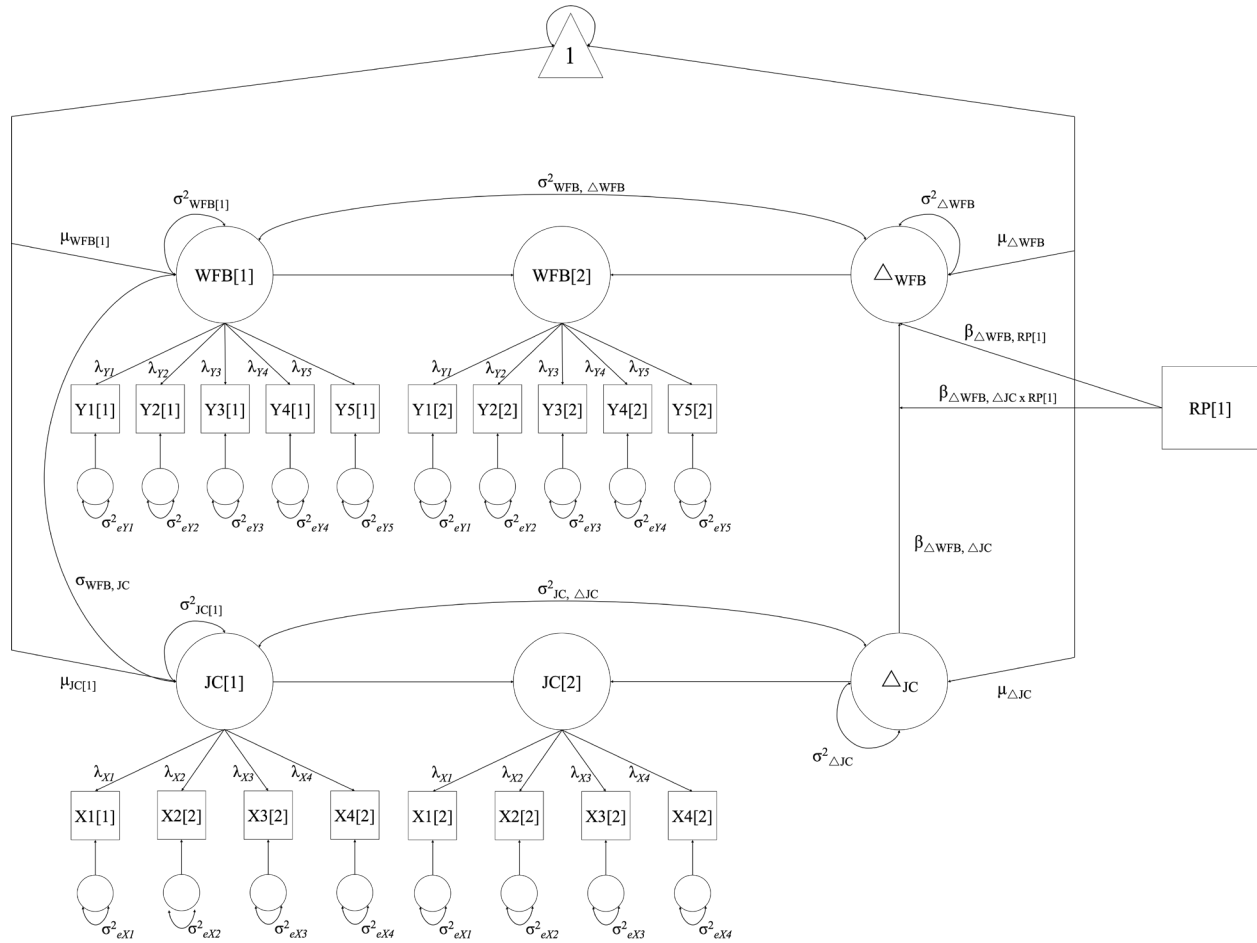 1
σ²WFB, △WFB
σ²WFB[1]
σ²△WFB
μWFB[1]
μ△WFB
WFB[1]
WFB[2]
△WFB
β△WFB, RP[1]
λY1 λY2 λY3 λY4 λY5
λY1 λY2 λY3 λY4 λY5
β△WFB, △JC x RP[1]
RP[1]
Y1[1] Y2[1] Y3[1] Y4[1] Y5[1]
Y1[2] Y2[2] Y3[2] Y4[2] Y5[2]
σ²eY1 σ²eY2 σ²eY3 σ²eY4 σ²eY5
σ²eY1 σ²eY2 σ²eY3 σ²eY4 σ²eY5
β△WFB, △JC
σWFB, JC
σ²JC, △JC
σ²JC[1]
μJC[1]
JC[1]
JC[2]
△JC
μ△JC
σ²△JC
λX1 λX2 λX3 λX4
λX1 λX2 λX3 λX4
X1[1] X2[2] X3[2] X4[2]
X1[2] X2[2] X3[2] X4[2]
σ²eX1 σ²eX2 σ²eX3 σ²eX4
σ²eX1 σ²eX2 σ²eX3 σ²eX4